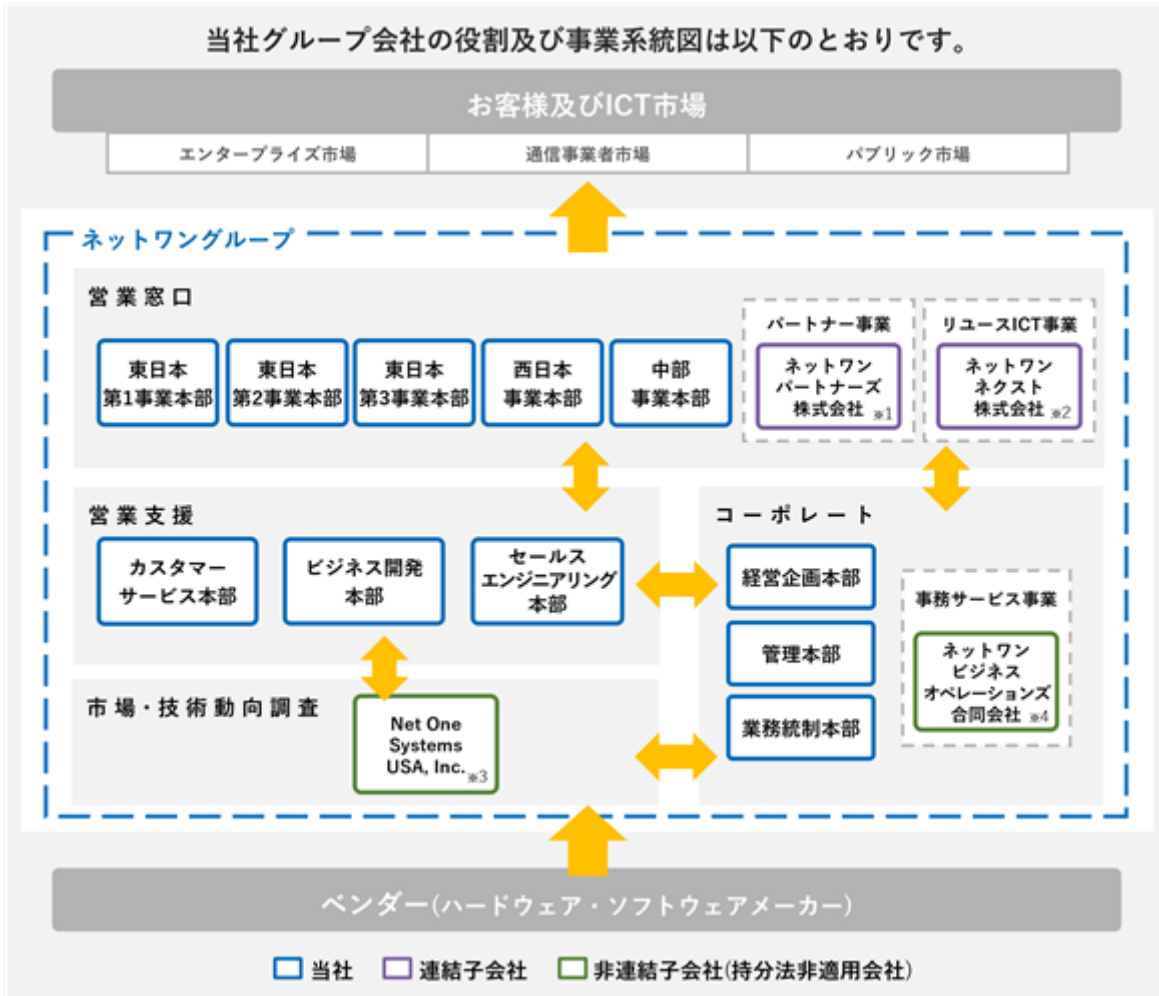 当社グループ会社の役割及び事業系統図は以下のとおりです。
お客様及びICT市場
エンタープライズ市場
通信事業者市場
パブリック市場
ネットワングループ
営業窓口
東日本
第1事業本部
東日本
第2事業本部
東日本
第3事業本部
西日本
事業本部
中部
事業本部
パートナー事業
ネットワン
パートナーズ
株式会社 ※1
リユースICT事業
ネットワン
ネクスト
株式会社 ※2
営業支援
カスタマー
サービス本部
ビジネス開発
本部
セールス
エンジニアリング
本部
コーポレート
経営企画本部
管理本部
業務統制本部
事務サービス事業
ネットワン
ビジネス
オペレーションズ
合同会社 ※4
市場・技術動向調査
Net One
Systems
USA, Inc. ※3
ベンダー(ハードウェア・ソフトウェアメーカー)
当社
連結子会社
非連結子会社(持分法非適用会社)